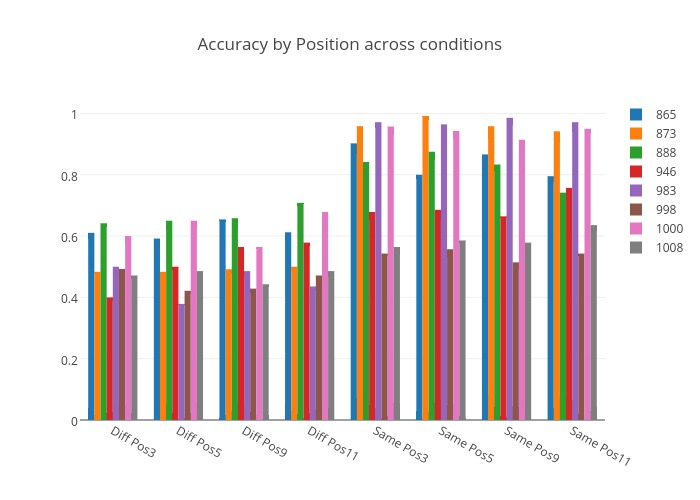 Accuracy by Position across conditions
1
0.8
0.6
0.4
0.2
0
Diff Pos3
Diff Pos5
Diff Pos9
Diff Pos11
Same Pos3
Same Pos5
Same Pos9
Same Pos11
865
873
888
946
983
998
1000
1008